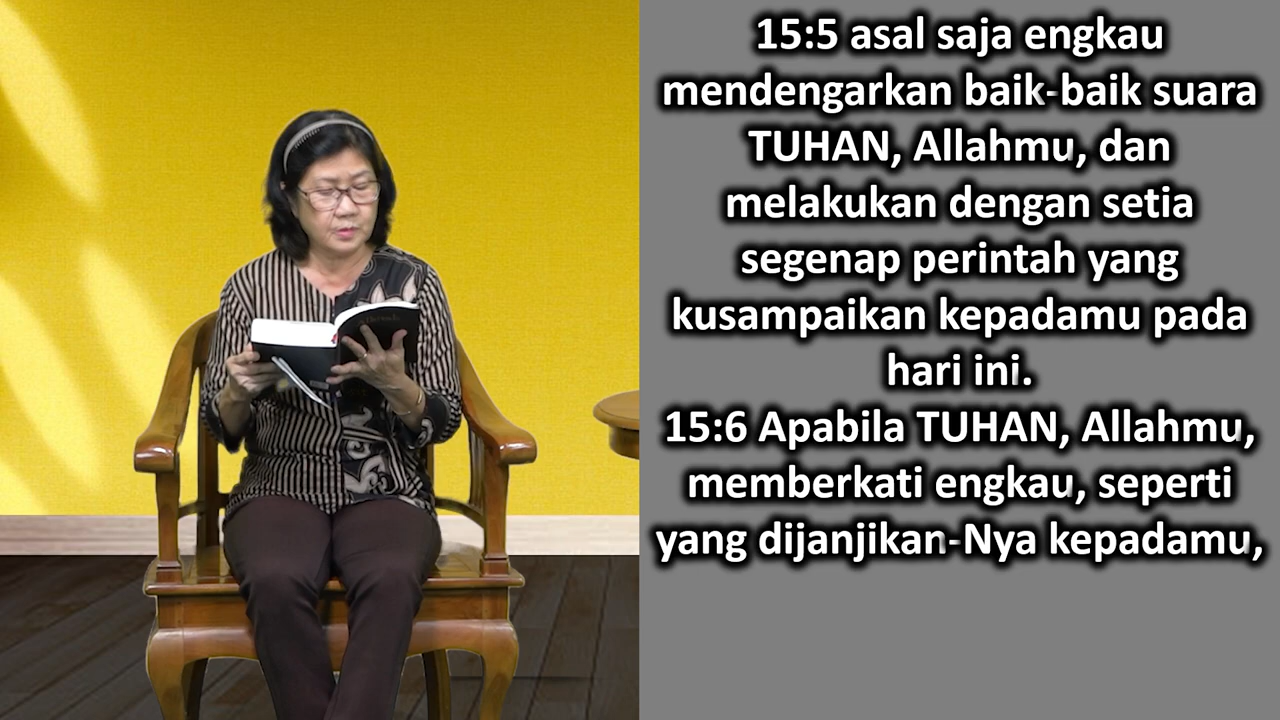 15:5 asal saja engkau
mendengarkan baik-baik suara
TUHAN, Allahmu, dan
melakukan dengan setia
segenap perintah yang
kusampaikan kepadamu pada
hari ini.
15:6 Apabila TUHAN, Allahmu,
memberkati engkau, seperti
yang dijanjikan-Nya kepadamu,